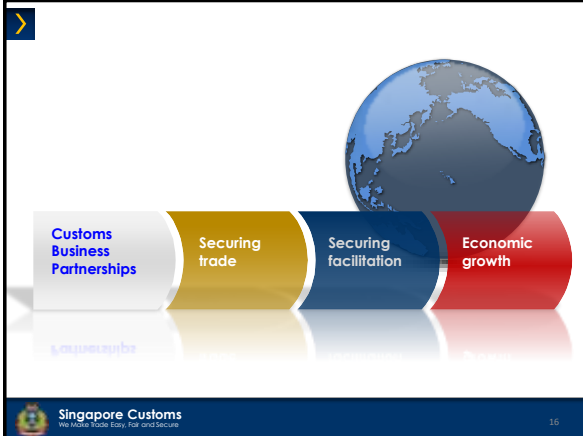 Customs
Business
Partnerships
Securing
trade
Securing
facilitation
Economic
growth
Singapore Customs
We Make Trade Easy, Fair and Secure
16